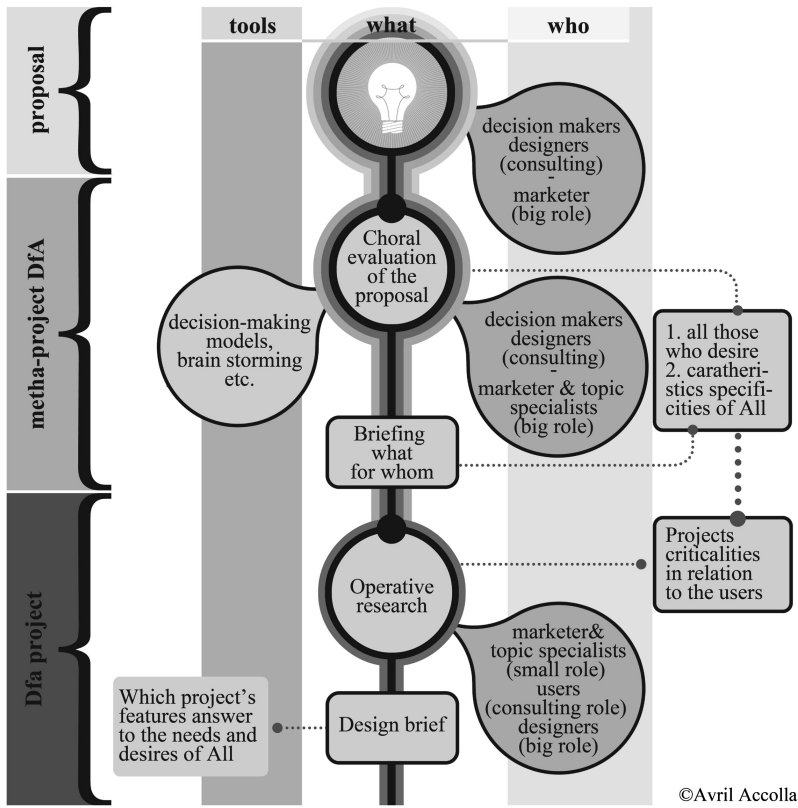 tools
what
who
proposal
decision makers
designers
(consulting)
-
marketer
(big role)
metha-project DfA
Choral
evaluation
of the
proposal
decision-making
models,
brain storming
etc.
decision makers
designers
(consulting)
-
marketer & topic
specialists
(big role)
1. all those
who desire
2. caratheri-
stics specifi-
cities of All
Briefing
what
for whom
Projects
criticalities
in relation
to the users
Dfa project
Operative
research
marketer&
topic specialists
(small role)
users
(consulting role)
designers
(big role)
Which project's
features answer
to the needs and
desires of All
Design brief
©Avril Accolla